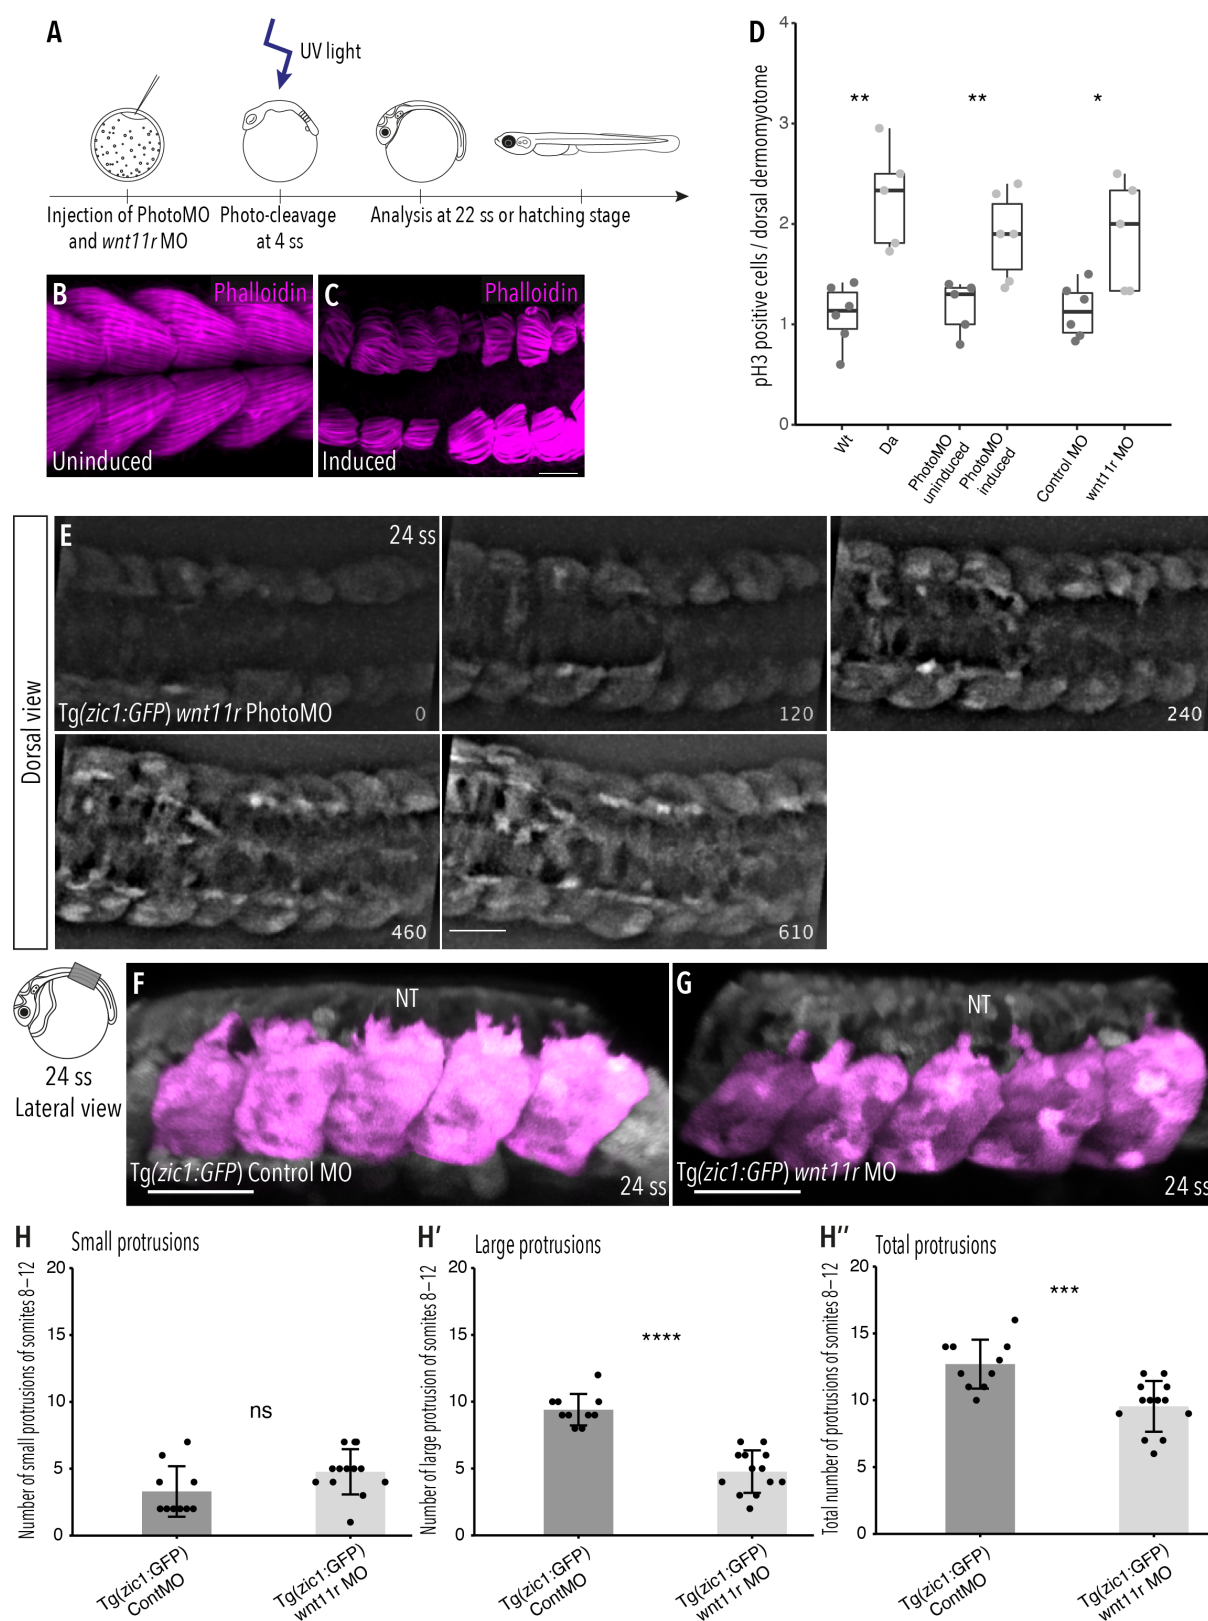 A
UV light
Injection of PhotoMO
and wnt11r MO
Photo-cleavage
at 4 ss
Analysis at 22 ss or hatching stage
B
Phalloidin
Uninduced
C
Phalloidin
Induced
D
pH3 positive cells / dorsal dermomyotome
4
3
2
1
0
**
**
*
Wt
Da
PhotoMO
uninduced
PhotoMO
induced
Control MO
wnt11r MO
Dorsal view
E
24 ss
Tg(zic1:GFP) wnt11r PhotoMO
0
120
240
460
610
24 ss
Lateral view
F
NT
Tg(zic1:GFP) Control MO
24 ss
G
NT
Tg(zic1:GFP) wnt11r MO
24 ss
H
Small protrusions
Number of small protrusions of somites 8–12
20
15
10
5
0
ns
Tg(zic1:GFP)
ContMO
Tg(zic1:GFP)
wnt11r MO
H′
Large protrusions
Number of large protrusion of somites 8–12
20
15
10
5
0
****
Tg(zic1:GFP)
ContMO
Tg(zic1:GFP)
wnt11r MO
H″
Total protrusions
Total number of protrusions of somites 8–12
20
15
10
5
0
***
Tg(zic1:GFP)
ContMO
Tg(zic1:GFP)
wnt11r MO